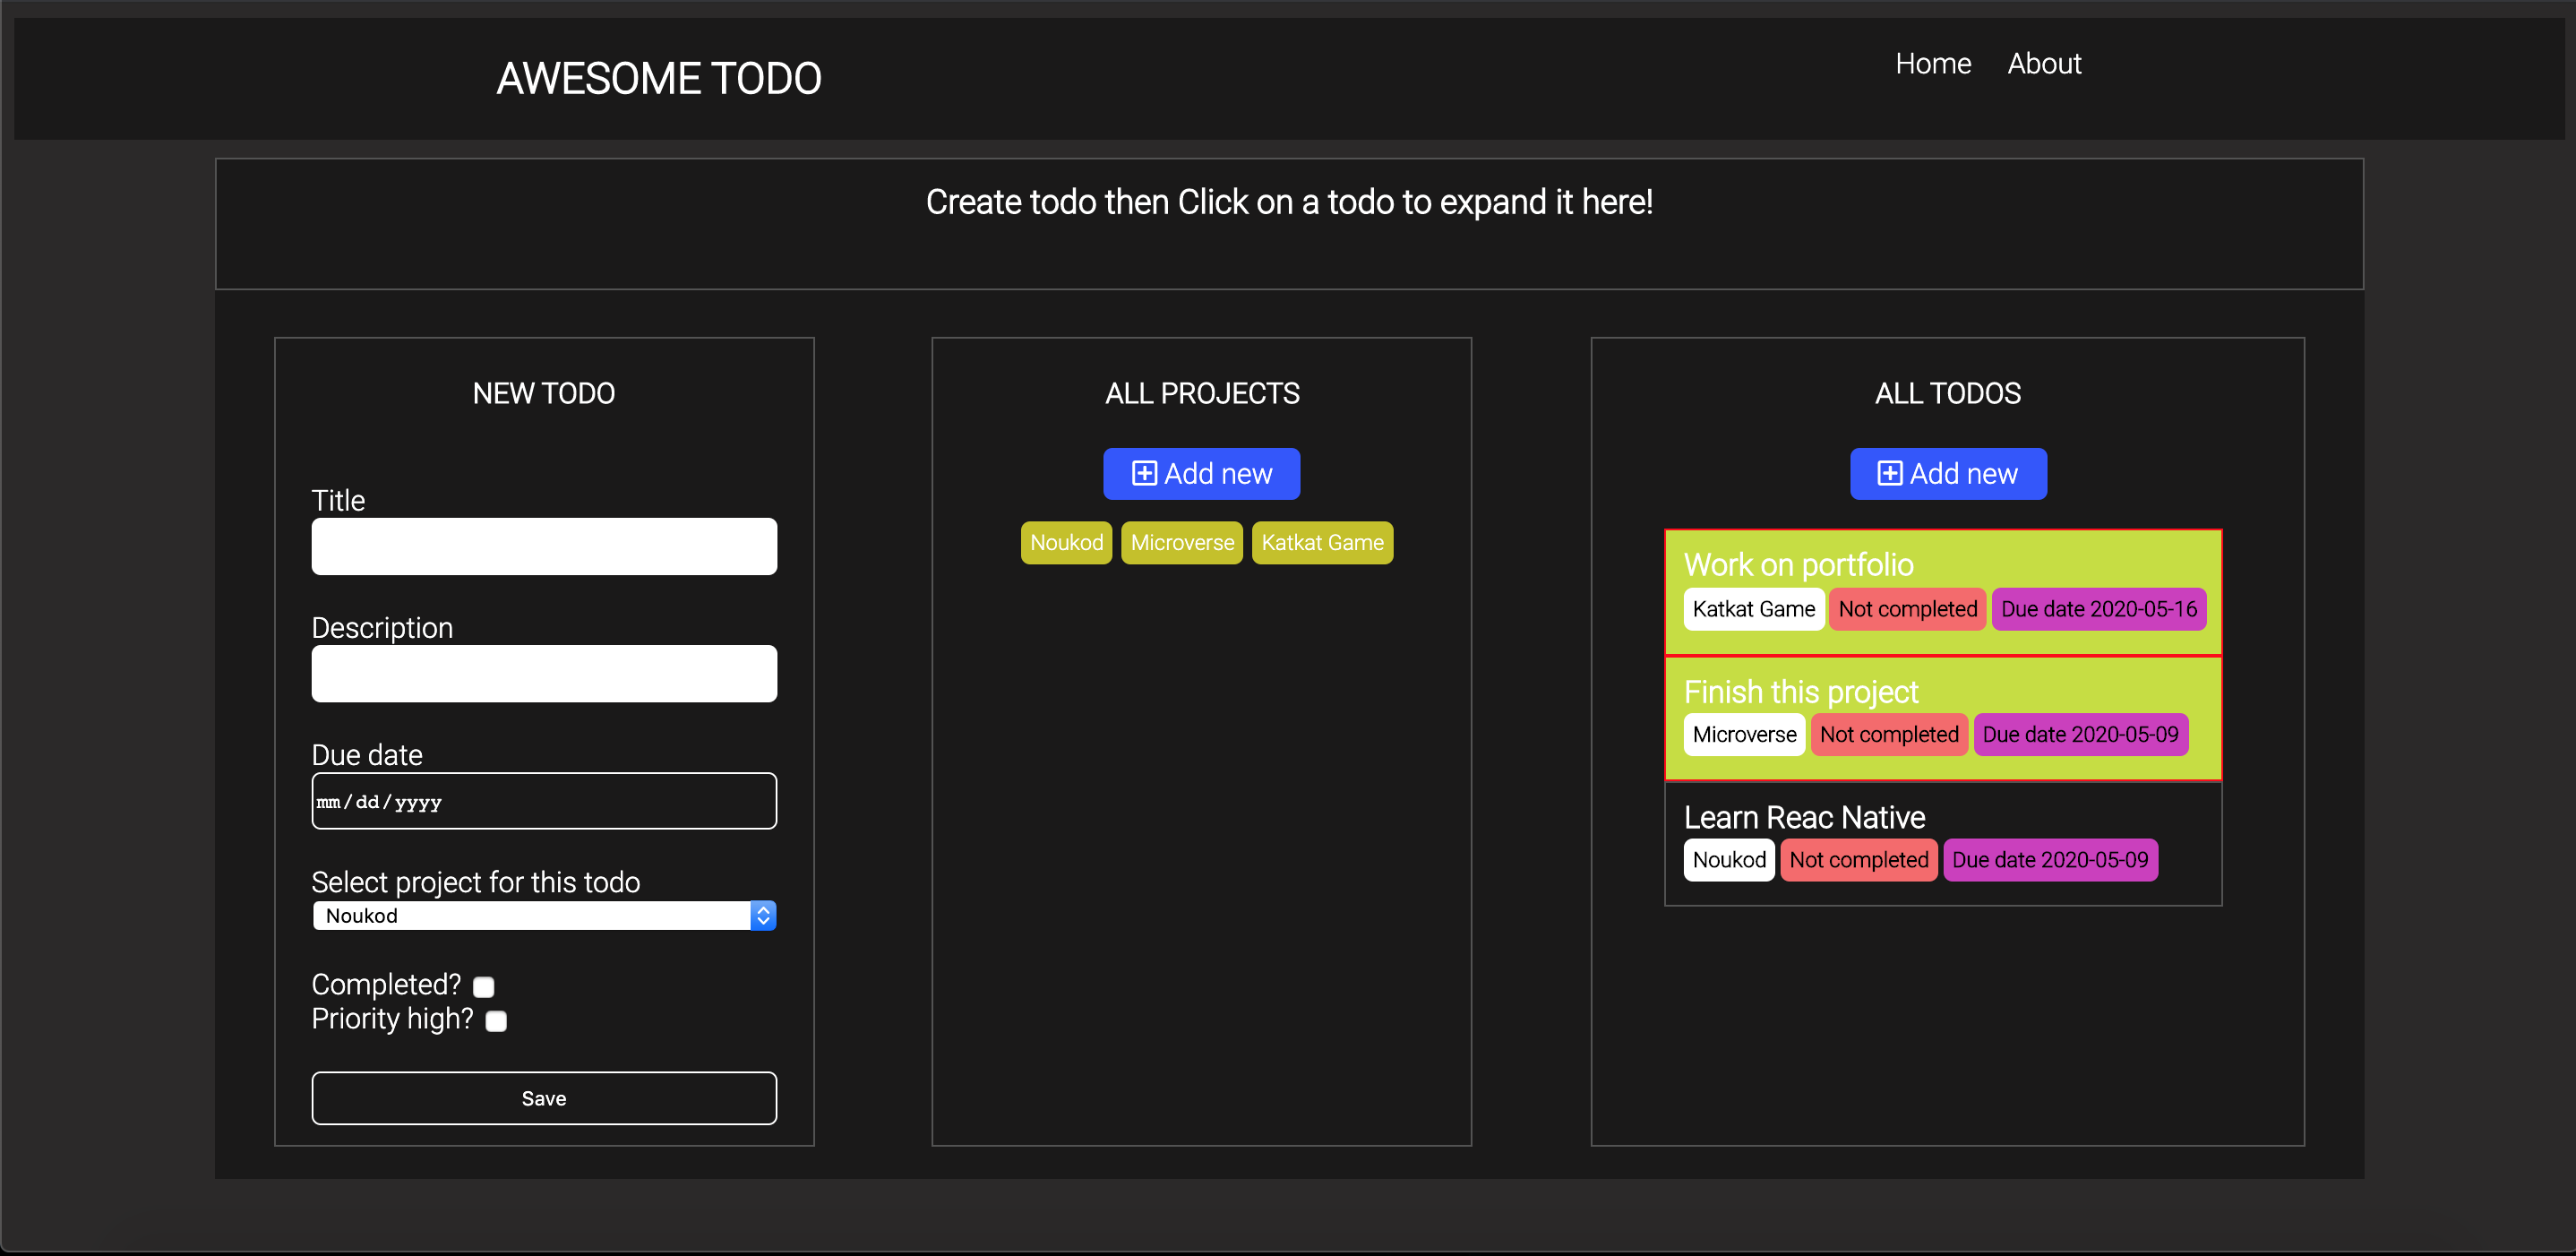 AWESOME TODO
Home About
Create todo then Click on a todo to expand it here!
NEW TODO
Title
Description
Due date
mm/dd/yyyy
Select project for this todo
Noukod
Completed?
Priority high?
Save
ALL PROJECTS
Add new
Noukod Microverse Katkat Game
ALL TODOS
Add new
Work on portfolio
Katkat Game Not completed Due date 2020-05-16
Finish this project
Microverse Not completed Due date 2020-05-09
Learn Reac Native
Noukod Not completed Due date 2020-05-09